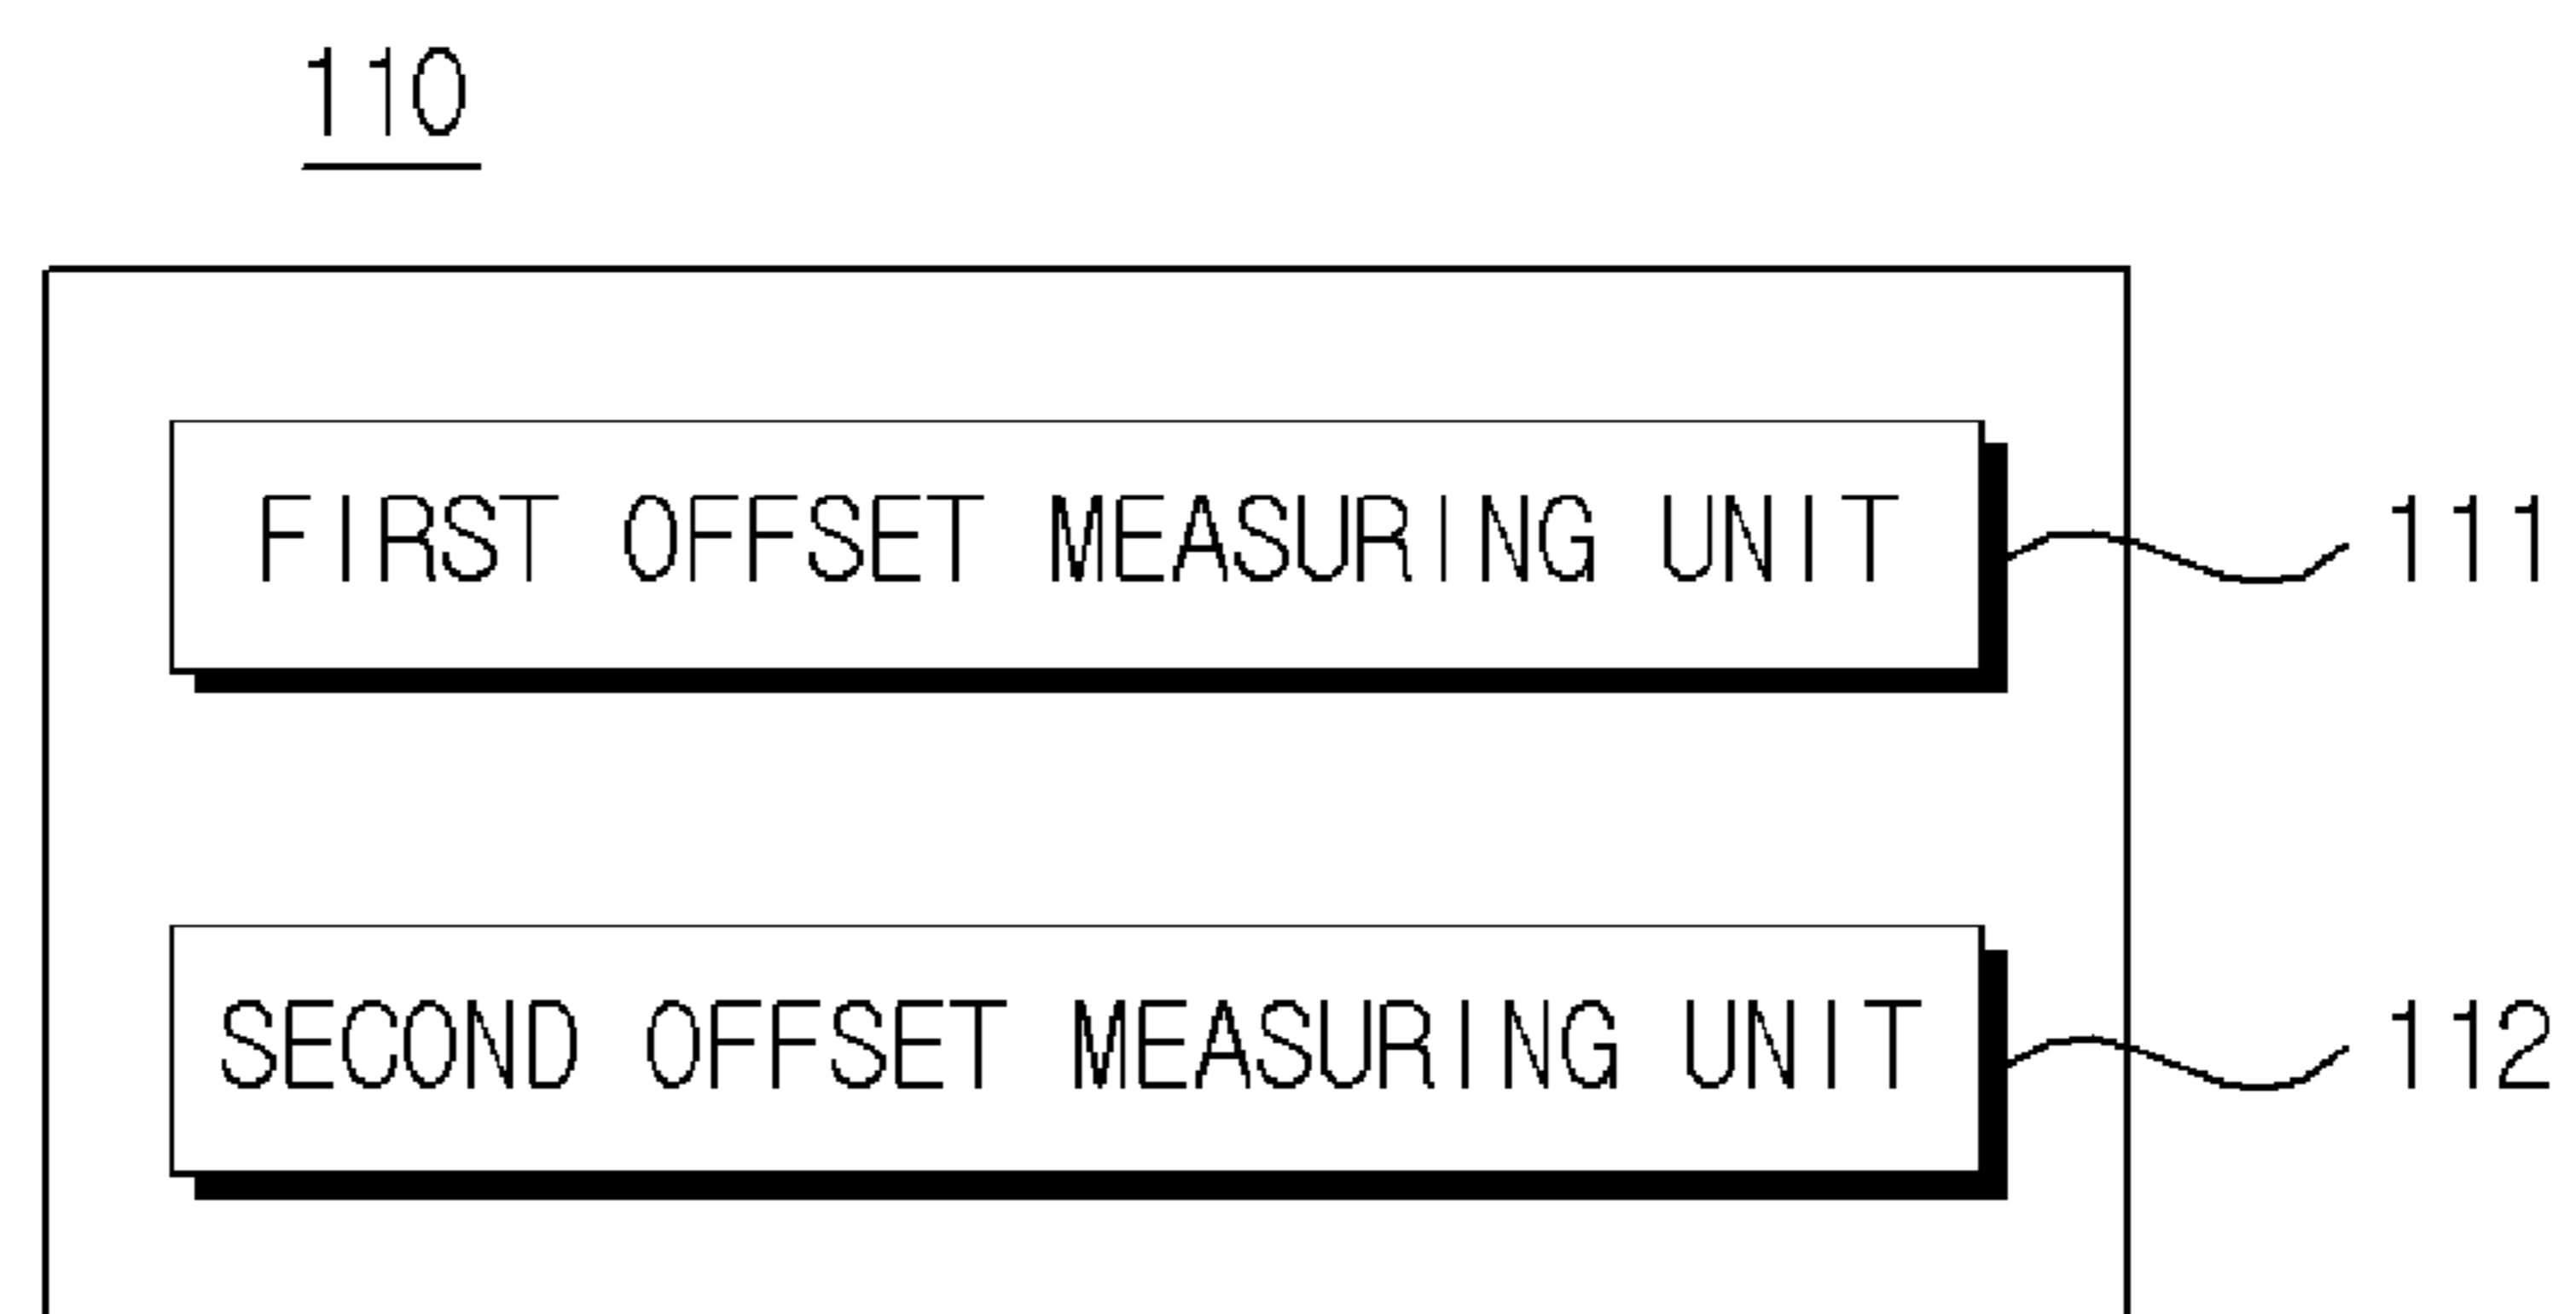 110
FIRST OFFSET MEASURING UNIT 111
SECOND OFFSET MEASURING UNIT 112